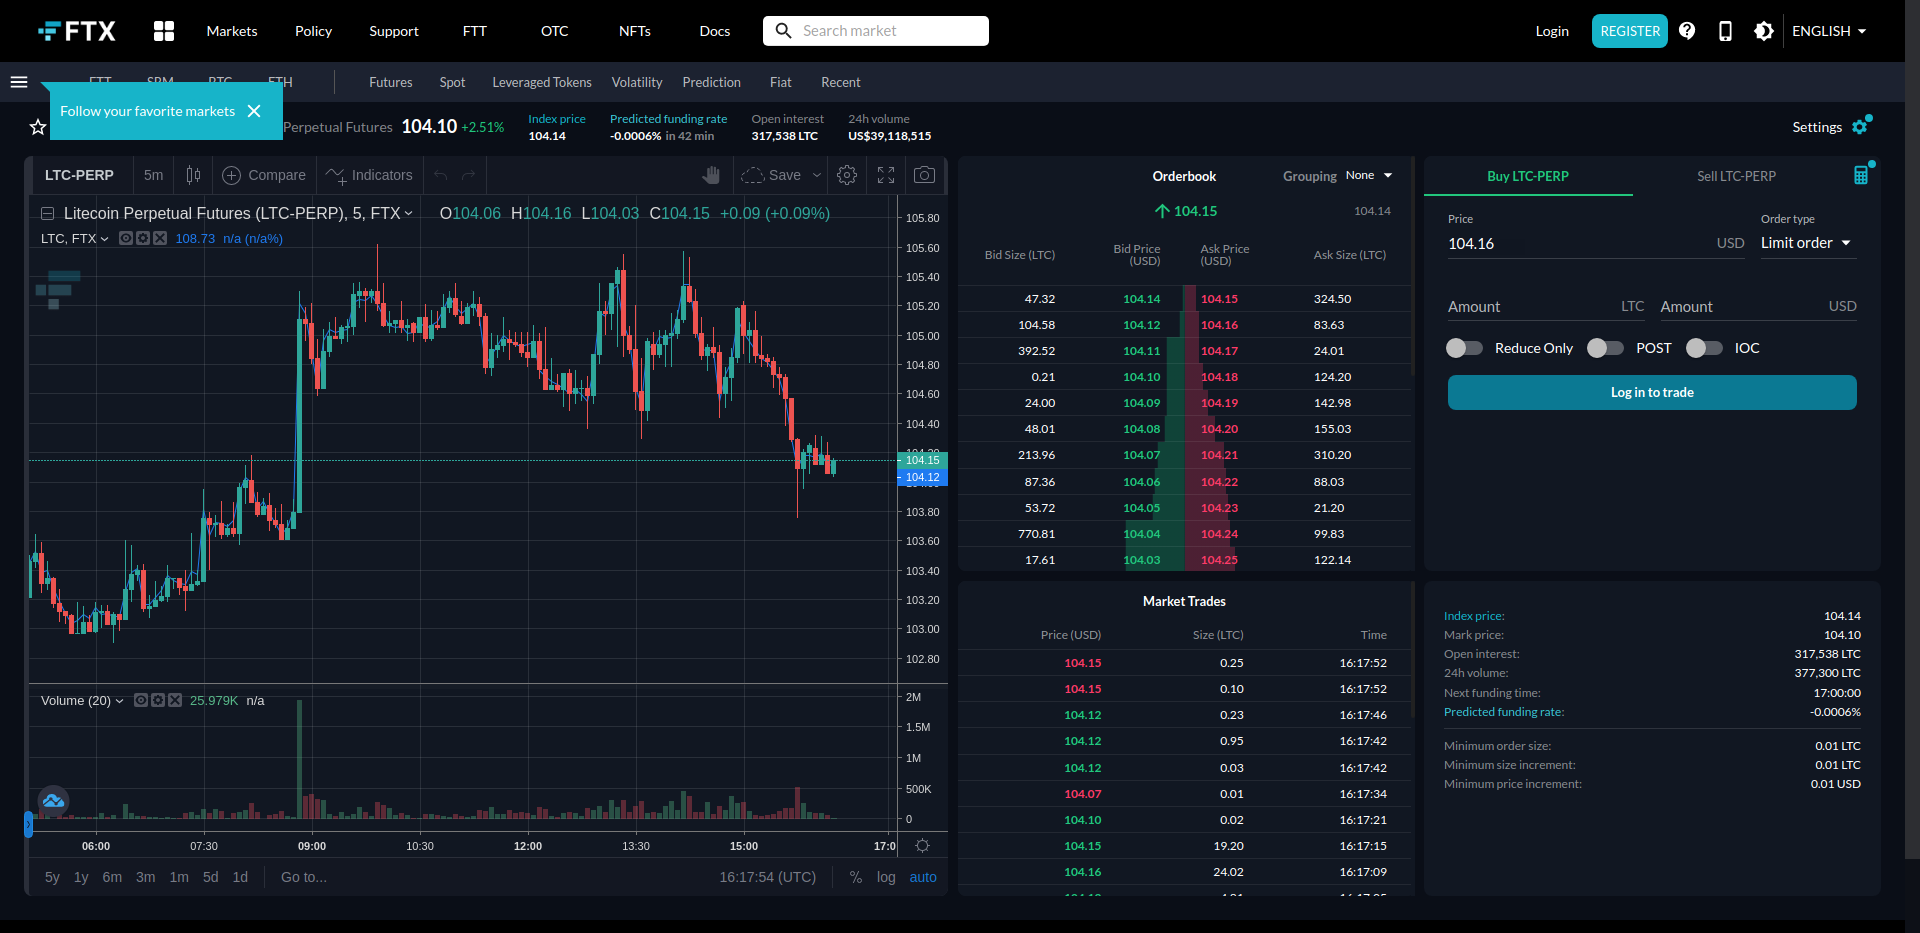 FTX Markets Policy Support FTT OTC NFTs Docs Search market Login REGISTER ENGLISH
FTT SRM BTC ETH Futures Spot Leveraged Tokens Volatility Prediction Fiat Recent
Follow your favorite markets
Perpetual Futures 104.10 +2.51%
Index price
104.14
Predicted funding rate
-0.0006% in 42 min
Open interest
317,538 LTC
24h volume
US$39,118,515
Settings
LTC-PERP 5m Compare Indicators Save
Litecoin Perpetual Futures (LTC-PERP), 5, FTX O104.06 H104.16 L104.03 C104.15 +0.09 (+0.09%)
LTC, FTX 108.73 n/a (n/a%)
105.80
105.60
105.40
105.20
105.00
104.80
104.60
104.40
104.15
104.12
103.80
103.60
103.40
103.20
103.00
102.80
Volume (20) 25.979K n/a
2M
1.5M
1M
500K
0
06:00 07:30 09:00 10:30 12:00 13:30 15:00 17:0
5y 1y 6m 3m 1m 5d 1d Go to... 16:17:54 (UTC) % log auto
Orderbook Grouping None
104.15 104.14
Bid Size (LTC) Bid Price (USD) Ask Price (USD) Ask Size (LTC)
47.32 104.14 104.15 324.50
104.58 104.12 104.16 83.63
392.52 104.11 104.17 24.01
0.21 104.10 104.18 124.20
24.00 104.09 104.19 142.98
48.01 104.08 104.20 155.03
213.96 104.07 104.21 310.20
87.36 104.06 104.22 88.03
53.72 104.05 104.23 21.20
770.81 104.04 104.24 99.83
17.61 104.03 104.25 122.14
Market Trades
Price (USD) Size (LTC) Time
104.15 0.25 16:17:52
104.15 0.10 16:17:52
104.12 0.23 16:17:46
104.12 0.95 16:17:42
104.12 0.03 16:17:42
104.07 0.01 16:17:34
104.10 0.02 16:17:21
104.15 19.20 16:17:15
104.16 24.02 16:17:09
Buy LTC-PERP Sell LTC-PERP
Price Order type
104.16 USD Limit order
Amount LTC Amount USD
Reduce Only POST IOC
Log in to trade
Index price: 104.14
Mark price: 104.10
Open interest: 317,538 LTC
24h volume: 377,300 LTC
Next funding time: 17:00:00
Predicted funding rate: -0.0006%
Minimum order size: 0.01 LTC
Minimum size increment: 0.01 LTC
Minimum price increment: 0.01 USD